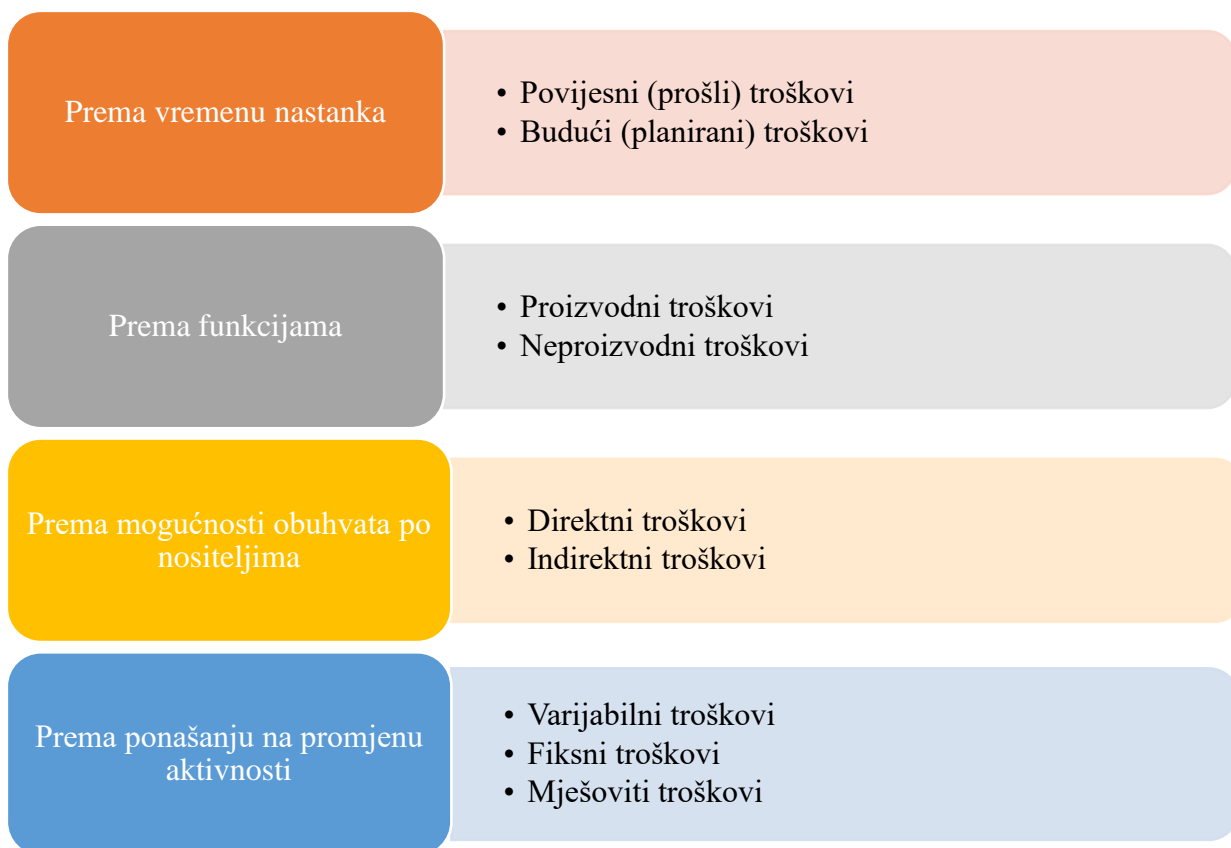 Prema vremenu nastanka
• Povijesni (prošli) troškovi
• Budući (planirani) troškovi
Prema funkcijama
• Proizvodni troškovi
• Neproizvodni troškovi
Prema mogućnosti obuhvata po
nositeljima
• Direktni troškovi
• Indirektni troškovi
Prema ponašanju na promjenu
aktivnosti
• Varijabilni troškovi
• Fiksni troškovi
• Mješoviti troškovi